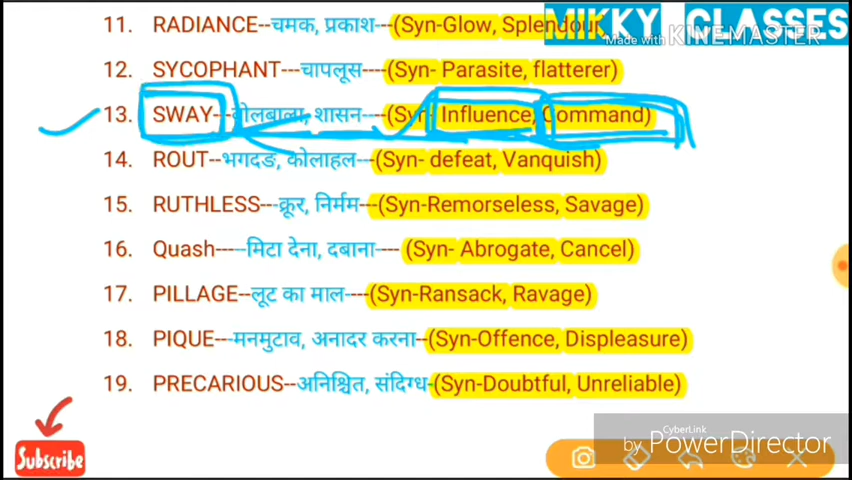 MIKKY CLASSES
11. RADIANCE--चमक, प्रकाश---(Syn-Glow, Splendour
Made with KINEMASTER
12. SYCOPHANT---चापलूस----(Syn- Parasite, flatterer)
13. SWAY--बोलबाला, शासन----(Syn- Influence, Command)
14. ROUT--भगदड, कोलाहल--(Syn- defeat, Vanquish)
15. RUTHLESS---क्रूर, निर्मम--(Syn-Remorseless, Savage)
16. Quash----मिटा देना, दबाना---- (Syn- Abrogate, Cancel)
17. PILLAGE--लूट का माल----(Syn-Ransack, Ravage)
18. PIQUE--मनमुटाव, अनादर करना--(Syn-Offence, Displeasure)
19. PRECARIOUS--अनिश्चित, संदिग्ध-(Syn-Doubtful, Unreliable)
CyberLink
by PowerDirector
Subscribe